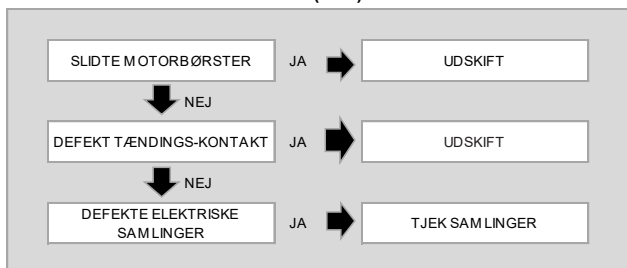 SLIDTE MOTORBØRSTER JA UDSKIFT
NEJ
DEFEKT TÆNDINGS-KONTAKT JA UDSKIFT
NEJ
DEFEKTE ELEKTRISKE
SAMLINGER JA TJEK SAMLINGER